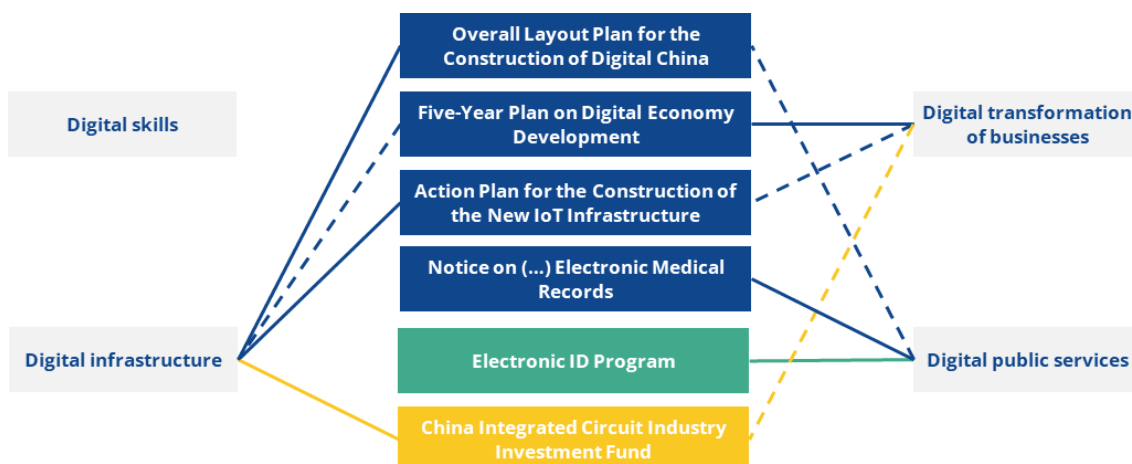 Overall Layout Plan for the
Construction of Digital China
Digital skills
Five-Year Plan on Digital Economy
Development
Digital transformation
of businesses
Action Plan for the Construction of
the New IoT Infrastructure
Notice on (...) Electronic Medical
Records
Digital infrastructure
Electronic ID Program
Digital public services
China Integrated Circuit Industry
Investment Fund